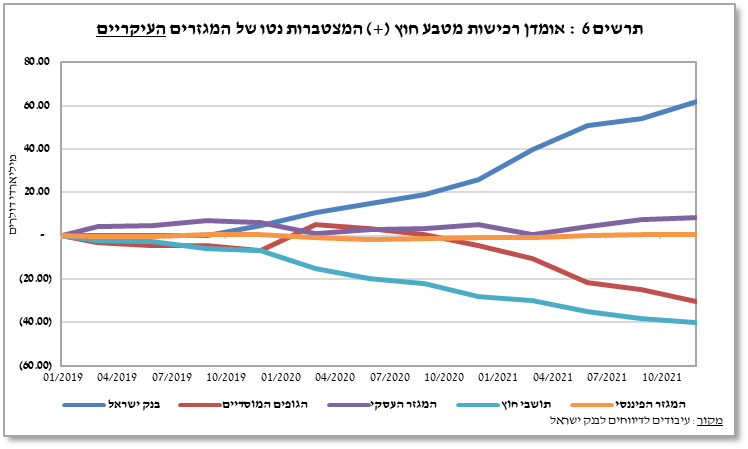 תרשים 6 : אומדן רכישות מטבע חוץ (+) המצטברות נטו של המגזרים העיקריים
מיליארדי דולרים
80.00
60.00
40.00
20.00
-
(20.00)
(40.00)
(60.00)
01/2019 04/2019 07/2019 10/2019 01/2020 04/2020 07/2020 10/2020 01/2021 04/2021 07/2021 10/2021
בנק ישראל הגופים המוסדיים המגזר העסקי תושבי חוץ המגזר הפיננסי
מקור : עיבודים לדיווחים לבנק ישראל